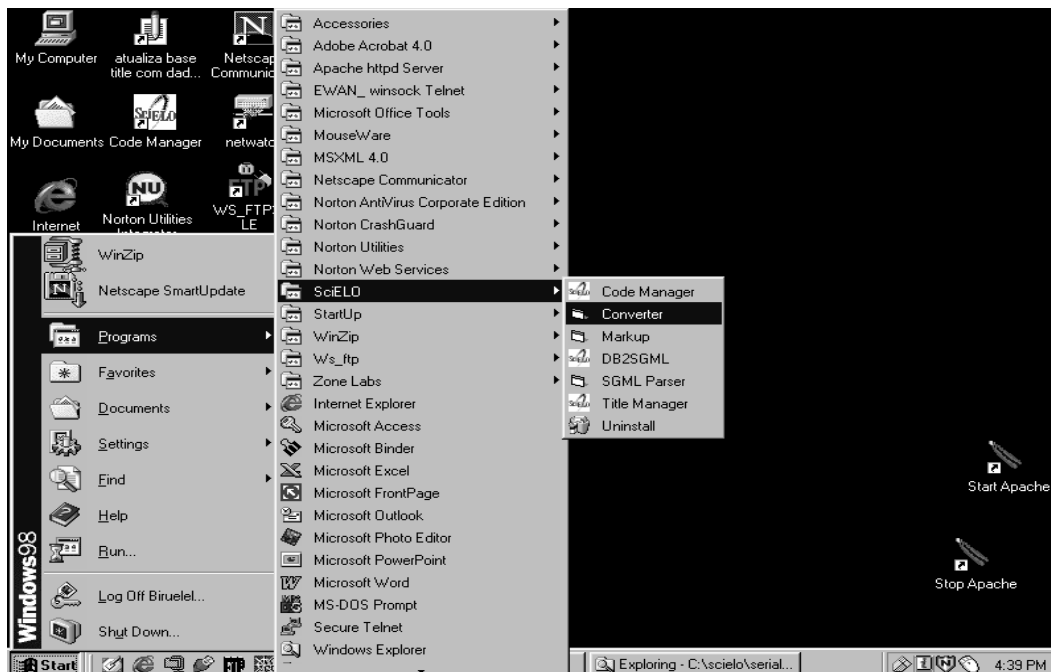 My Computer
atualiza base
title com dad...
Netscap
Communic
My Documents
SciELO
Code Manager
netwatc
Internet
NU
Norton Utilities
FTP
WS_FTP
LE
WinZip
Netscape SmartUpdate
Programs
Favorites
Documents
Settings
Find
Help
Run...
Log Off Biruelel...
Shut Down...
Windows98
Accessories
Adobe Acrobat 4.0
Apache httpd Server
EWAN_ winsock Telnet
Microsoft Office Tools
MouseWare
MSXML 4.0
Netscape Communicator
Norton AntiVirus Corporate Edition
Norton CrashGuard
Norton Utilities
Norton Web Services
SciELO
StartUp
WinZip
Ws_ftp
Zone Labs
Internet Explorer
Microsoft Access
Microsoft Binder
Microsoft Excel
Microsoft FrontPage
Microsoft Outlook
Microsoft Photo Editor
Microsoft PowerPoint
Microsoft Word
MS-DOS Prompt
Secure Telnet
Windows Explorer
Code Manager
Converter
Markup
DB2SGML
SGML Parser
Title Manager
Uninstall
Start Apache
Stop Apache
Start
FTP
Exploring - C:\scielo\serial...
4:39 PM